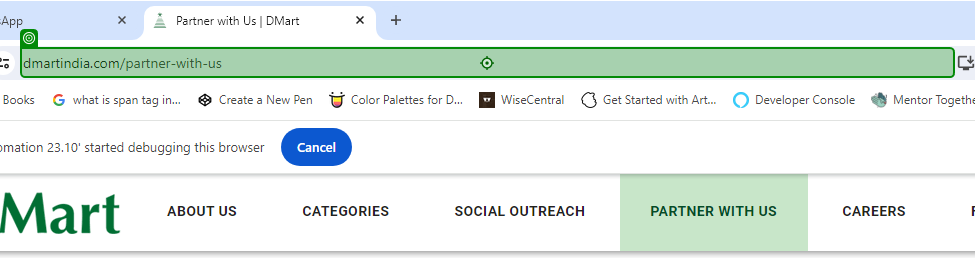 sApp
Partner with Us | DMart
dmartindia.com/partner-with-us
Books what is span tag in... Create a New Pen Color Palettes for D... WiseCentral Get Started with Art... Developer Console Mentor Togethe
omation 23.10' started debugging this browser Cancel
Mart ABOUT US CATEGORIES SOCIAL OUTREACH PARTNER WITH US CAREERS F